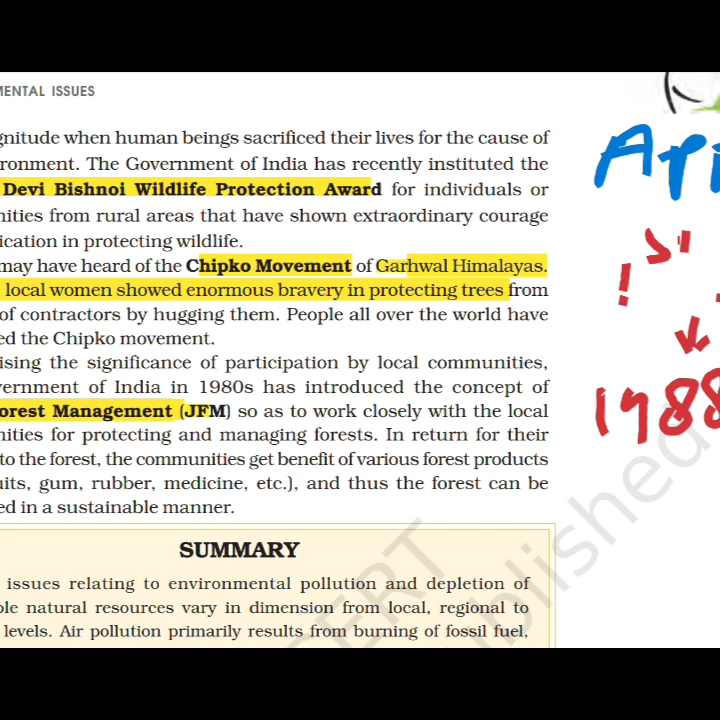 MENTAL ISSUES
gnitude when human beings sacrificed their lives for the cause of
ironment. The Government of India has recently instituted the
Devi Bishnoi Wildlife Protection Award for individuals or
nities from rural areas that have shown extraordinary courage
ication in protecting wildlife.
may have heard of the Chipko Movement of Garhwal Himalayas.
local women showed enormous bravery in protecting trees from
of contractors by hugging them. People all over the world have
ed the Chipko movement.
ising the significance of participation by local communities,
vernment of India in 1980s has introduced the concept of
orest Management (JFM) so as to work closely with the local
nities for protecting and managing forests. In return for their
to the forest, the communities get benefit of various forest products
uits, gum, rubber, medicine, etc.), and thus the forest can be
ed in a sustainable manner.
SUMMARY
issues relating to environmental pollution and depletion of
ble natural resources vary in dimension from local, regional to
levels. Air pollution primarily results from burning of fossil fuel,
1988
CERT
blished